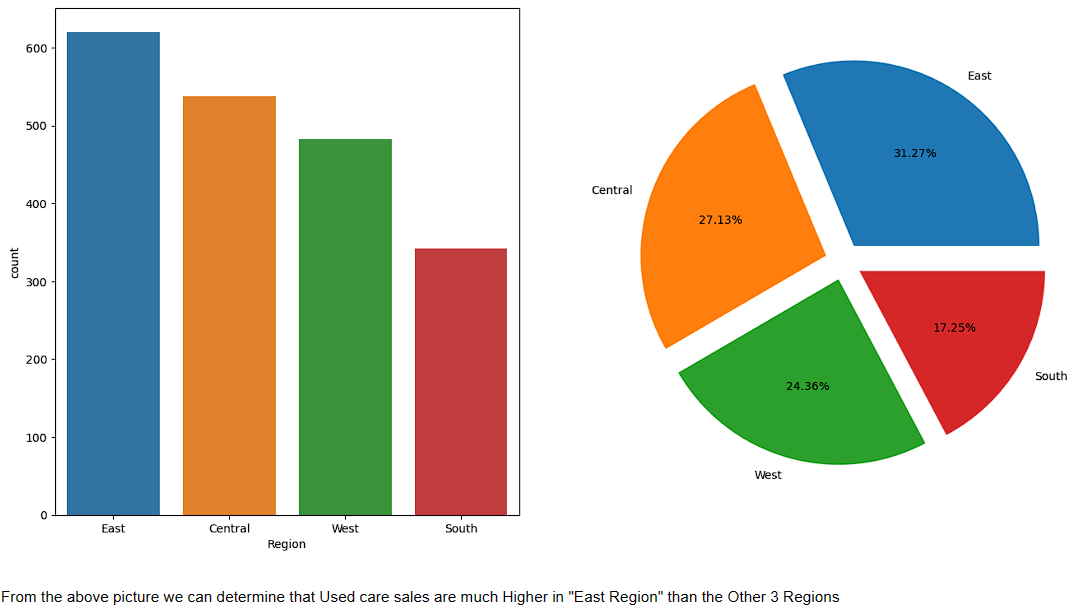 600
500
400
300
200
100
0
count
East
Central
West
South
Region
East
31.27%
Central
27.13%
17.25%
24.36%
South
West
From the above picture we can determine that Used care sales are much Higher in "East Region" than the Other 3 Regions